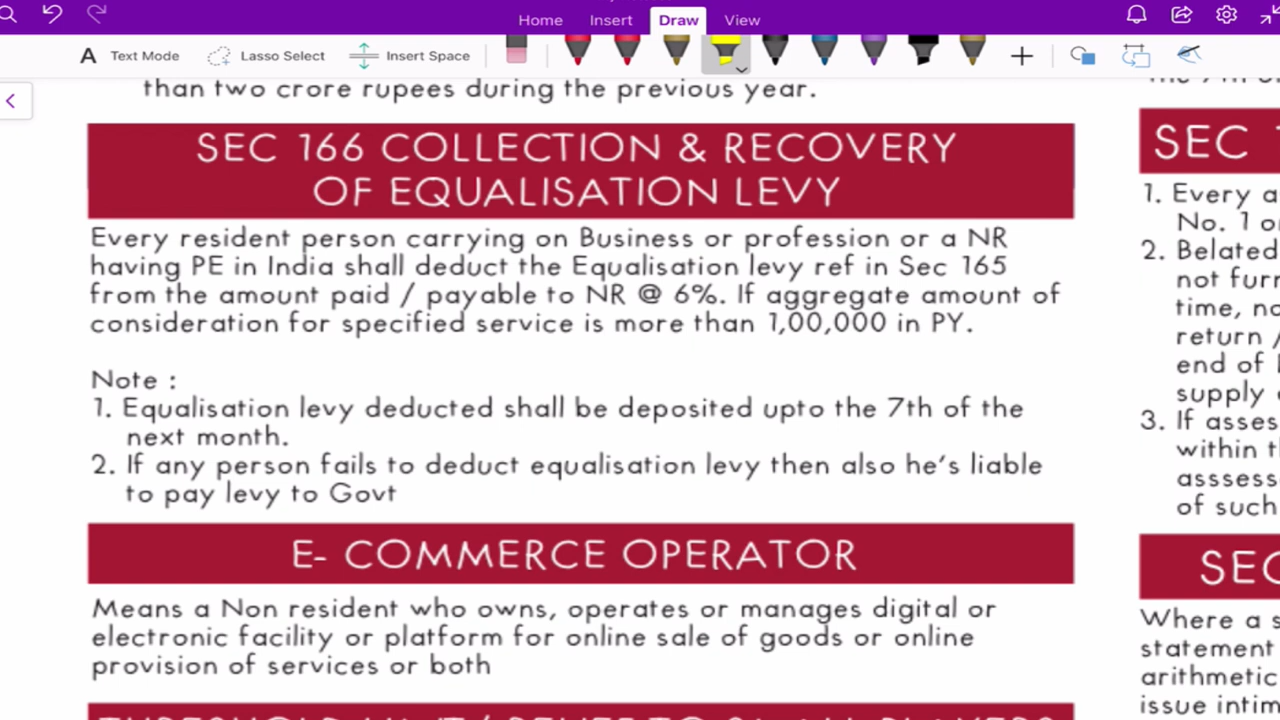 Home Insert Draw View
A Text Mode Lasso Select Insert Space
than two crore rupees during the previous year.
SEC 166 COLLECTION & RECOVERY
OF EQUALISATION LEVY
Every resident person carrying on Business or profession or a NR
having PE in India shall deduct the Equalisation levy ref in Sec 165
from the amount paid / payable to NR @ 6%. If aggregate amount of
consideration for specified service is more than 1,00,000 in PY.
Note :
1. Equalisation levy deducted shall be deposited upto the 7th of the
next month.
2. If any person fails to deduct equalisation levy then also he's liable
to pay levy to Govt
E- COMMERCE OPERATOR
Means a Non resident who owns, operates or manages digital or
electronic facility or platform for online sale of goods or online
provision of services or both
SEC
1. Every a
No. 1 o
2. Belated
not furn
time, no
return /
end of
supply
3. If asses
within th
asssess
of such
SEC
Where a s
statement
arithmetic
issue intim